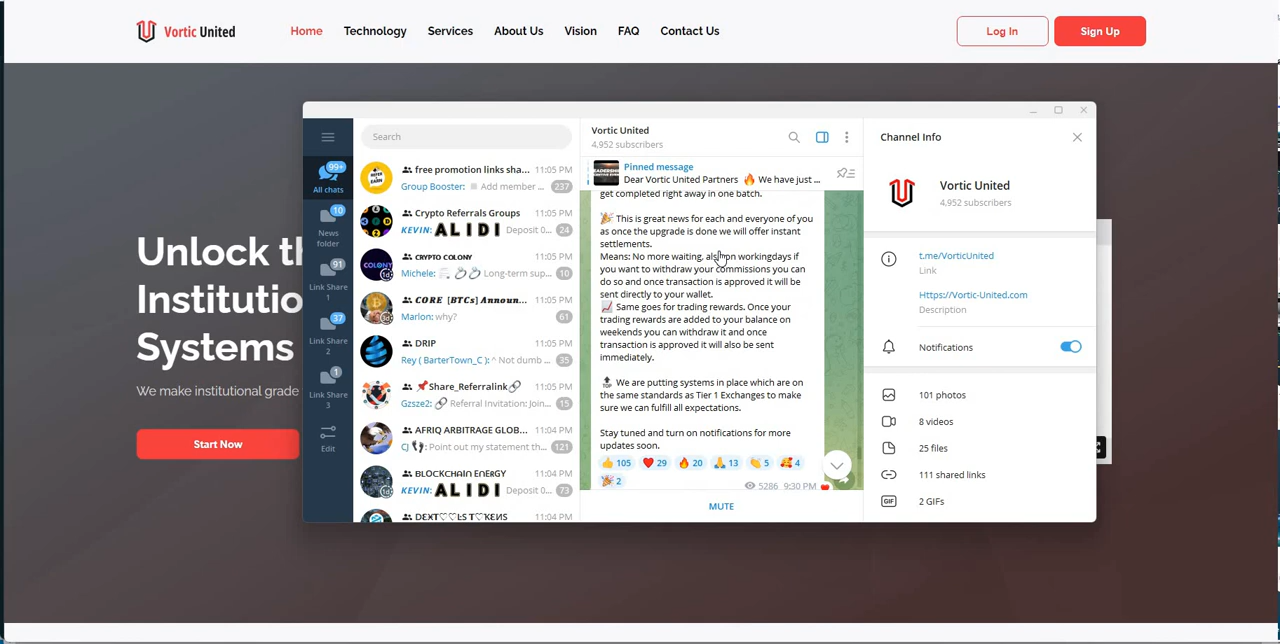 Vortic United
Home
Technology
Services
About Us
Vision
FAQ
Contact Us
Log In
Sign Up
Unlock th
Institutio
Systems
We make institutional grade
Start Now
99+
All chats
10
News
folder
91
Link Share
1
37
Link Share
2
1
Link Share
3
Edit
Search
free promotion links sha...
11:05 PM
Group Booster:
Add member ...
237
Crypto Referrals Groups
11:05 PM
KEVIN: A L I D I Deposit 0...
24
CRYPTO COLONY
11:05 PM
Michele:
Long-term sup...
10
CORE [BTCs] Announ...
11:05 PM
Marlon: why?
61
DRIP
11:05 PM
Rey ( BarterTown_C ): ^ Not dumb ...
35
📌Share_Referralink🔗
11:05 PM
Gzsze2: 🔗 Referral Invitation: Join...
15
AFRIQ ARBITRAGE GLOB...
11:05 PM
CJ 👣: Point out my statement th...
121
BLOCKCHAIN ENERGY
11:04 PM
KEVIN: A L I D I Deposit 0...
73
11:04 PM
Vortic United
4,952 subscribers
Pinned message
Dear Vortic United Partners 🔥 We have just ...
get completed right away in one batch.
🎉 This is great news for each and everyone of you
as once the upgrade is done we will offer instant
settlements.
Means: No more waiting, also on workingdays if
you want to withdraw your commissions you can
do so and once transaction is approved it will be
sent directly to your wallet.
📈 Same goes for trading rewards. Once your
trading rewards are added to your balance on
weekends you can withdraw it and once
transaction is approved it will also be sent
immediately.
🔝 We are putting systems in place which are on
the same standards as Tier 1 Exchanges to make
sure we can fulfill all expectations.
Stay tuned and turn on notifications for more
updates soon.
👍 105 ❤️ 29 🔥 20 🙏 13 👏 5 🥰 4
🎉 2
5286 9:30 PM
MUTE
Channel Info
Vortic United
4,952 subscribers
t.me/VorticUnited
Link
Https://Vortic-United.com
Description
Notifications
101 photos
8 videos
25 files
111 shared links
GIF
2 GIFs